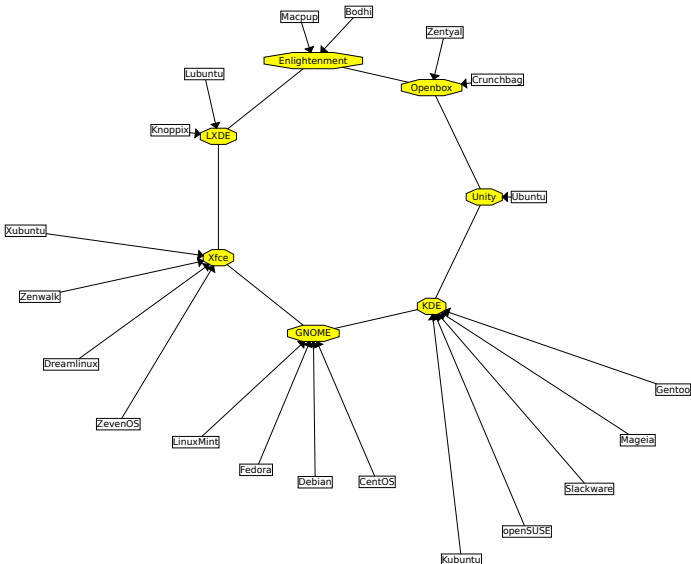 Bodhi
Macpup
Zentyal
Enlightenment
Lubuntu
Crunchbag
Openbox
Knoppix
LXDE
Unity
Ubuntu
Xubuntu
Xfce
Zenwalk
KDE
GNOME
Dreamlinux
Gentoo
ZevenOS
LinuxMint
Mageia
Fedora
Debian
CentOS
Slackware
openSUSE
Kubuntu